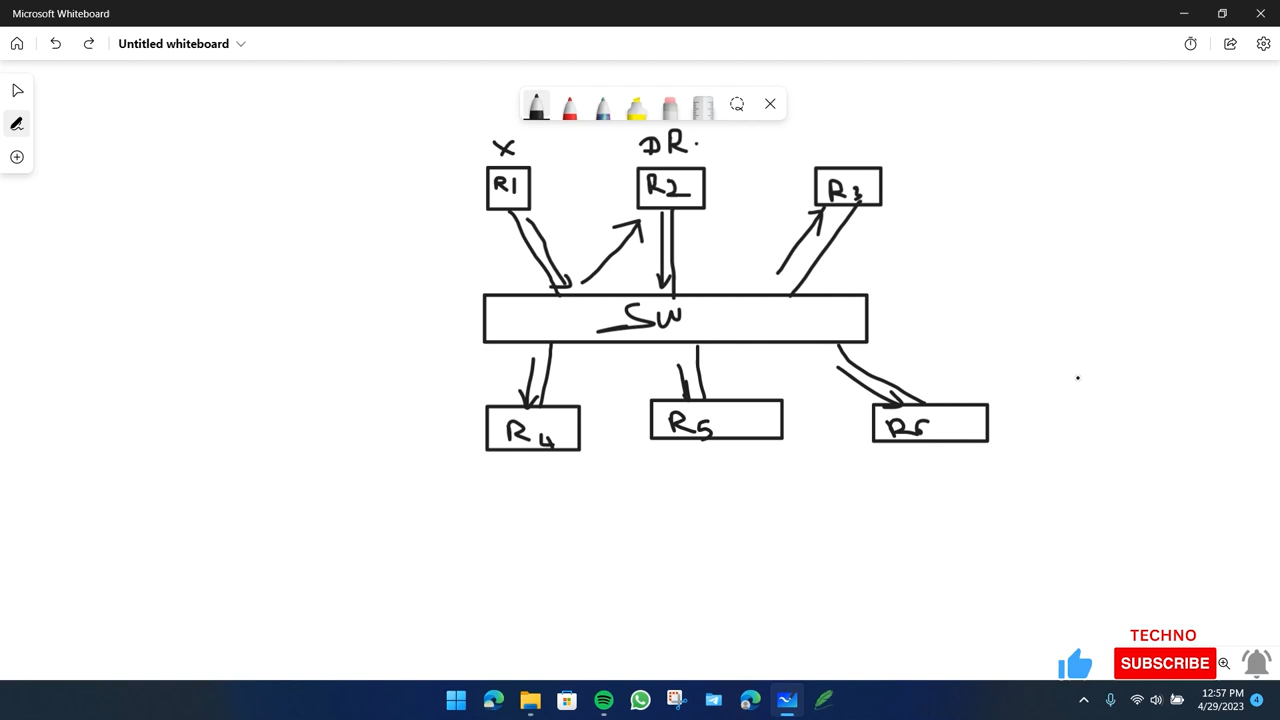 Microsoft Whiteboard
Untitled whiteboard
X
DR.
R1
R2
R3
SW
R4
R5
R6
TECHNO
SUBSCRIBE
12:57 PM
4/29/2023
4